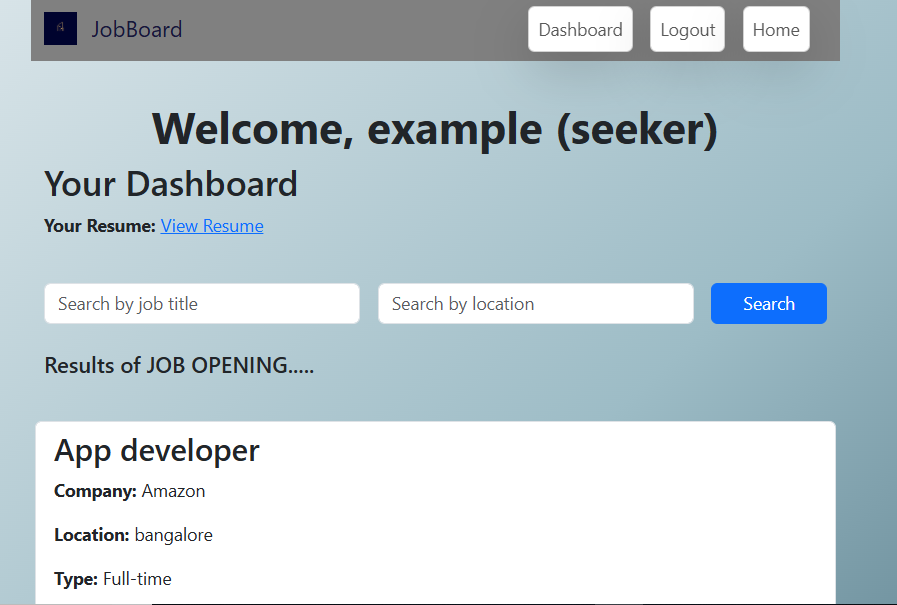 JobBoard
Dashboard
Logout
Home
Welcome, example (seeker)
Your Dashboard
Your Resume: View Resume
Search by job title
Search by location
Search
Results of JOB OPENING.....
App developer
Company: Amazon
Location: bangalore
Type: Full-time